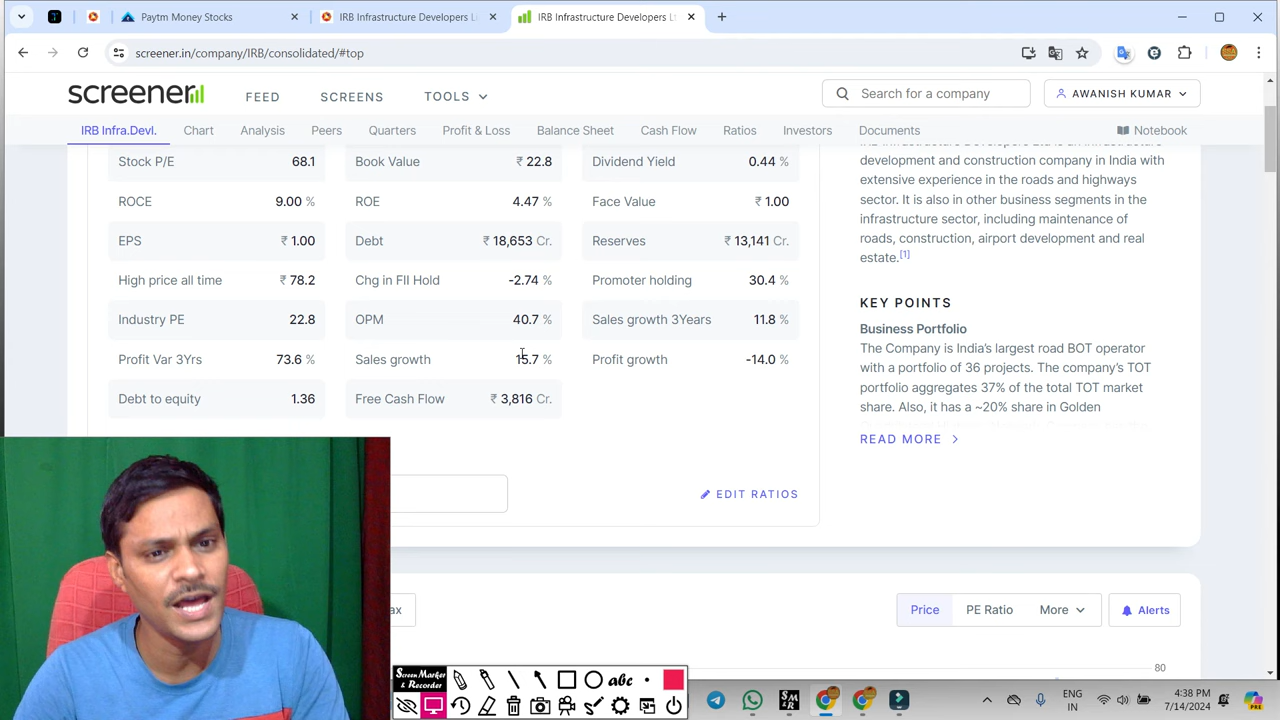 Paytm Money Stocks
IRB Infrastructure Developers L
IRB Infrastructure Developers Lt
screener.in/company/IRB/consolidated/#top
screener
FEED
SCREENS
TOOLS
Search for a company
AWANISH KUMAR
IRB Infra.Devl.
Chart
Analysis
Peers
Quarters
Profit & Loss
Balance Sheet
Cash Flow
Ratios
Investors
Documents
Notebook
Stock P/E 68.1
Book Value ₹ 22.8
Dividend Yield 0.44 %
ROCE 9.00 %
ROE 4.47 %
Face Value ₹ 1.00
EPS ₹ 1.00
Debt ₹ 18,653 Cr.
Reserves ₹ 13,141 Cr.
High price all time ₹ 78.2
Chg in FII Hold -2.74 %
Promoter holding 30.4 %
Industry PE 22.8
OPM 40.7 %
Sales growth 3Years 11.8 %
Profit Var 3Yrs 73.6 %
Sales growth 15.7 %
Profit growth -14.0 %
Debt to equity 1.36
Free Cash Flow ₹ 3,816 Cr.
EDIT RATIOS
development and construction company in India with
extensive experience in the roads and highways
sector. It is also in other business segments in the
infrastructure sector, including maintenance of
roads, construction, airport development and real
estate.[1]
KEY POINTS
Business Portfolio
The Company is India's largest road BOT operator
with a portfolio of 36 projects. The company's TOT
portfolio aggregates 37% of the total TOT market
share. Also, it has a ~20% share in Golden
READ MORE
ax
Price
PE Ratio
More
Alerts
80
Screen Marker
& Recorder
abc
ENG
IN
4:38 PM
7/14/2024
PRE